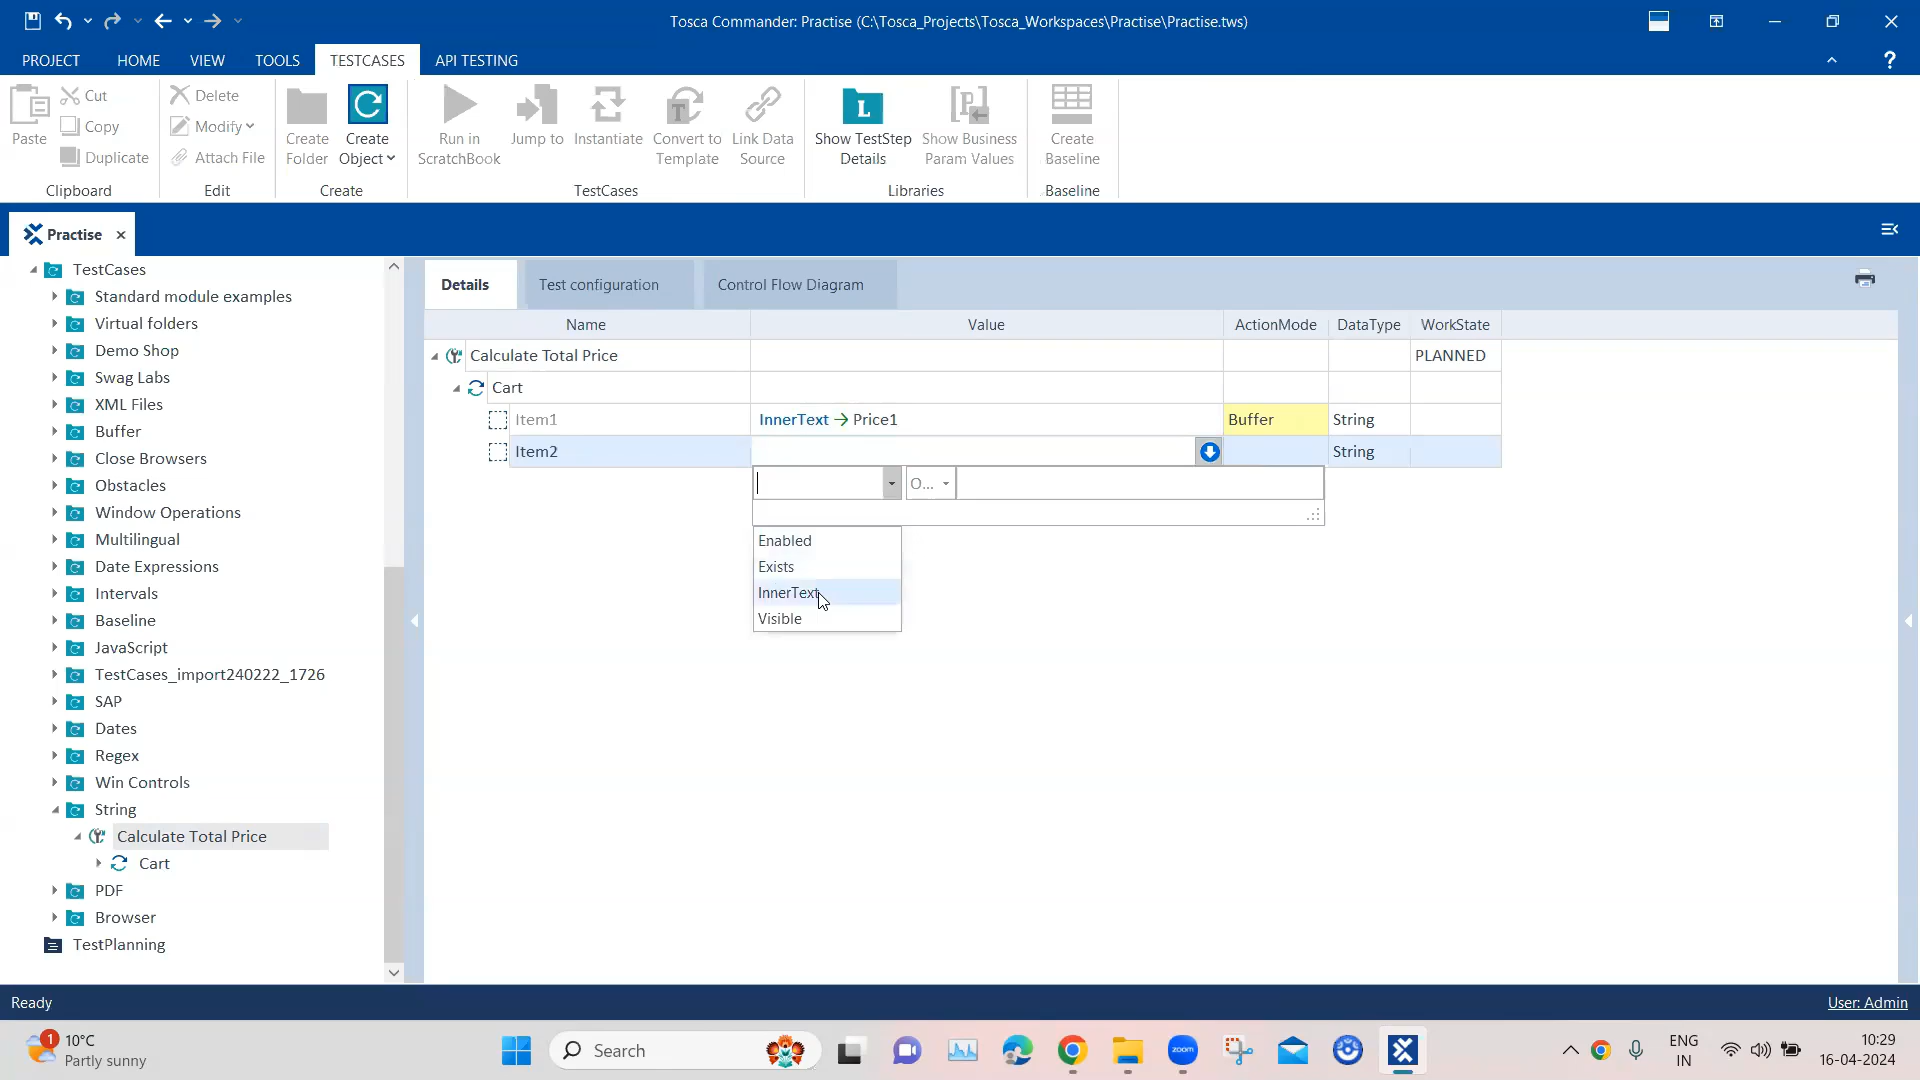 Tosca Commander: Practise (C:\Tosca_Projects\Tosca_Workspaces\Practise\Practise.tws)
PROJECT HOME VIEW TOOLS TESTCASES API TESTING ?
Paste Cut Copy Duplicate
Clipboard
Delete Modify Attach File
Edit
Create Folder Create Object
Create
Run in ScratchBook Jump to Instantiate Convert to Template Link Data Source
TestCases
Show TestStep Details Show Business Param Values
Libraries
Create Baseline
Baseline
Practise
TestCases
Standard module examples
Virtual folders
Demo Shop
Swag Labs
XML Files
Buffer
Close Browsers
Obstacles
Window Operations
Multilingual
Date Expressions
Intervals
Baseline
JavaScript
TestCases_import240222_1726
SAP
Dates
Regex
Win Controls
String
Calculate Total Price
Cart
PDF
Browser
TestPlanning
Details Test configuration Control Flow Diagram
Name Value ActionMode DataType WorkState
Calculate Total Price PLANNED
Cart
Item1 InnerText → Price1 Buffer String
Item2 String
O...
Enabled
Exists
InnerText
Visible
Ready User: Admin
1 10°C
Partly sunny
Search
zoom
ENG
IN
10:29
16-04-2024